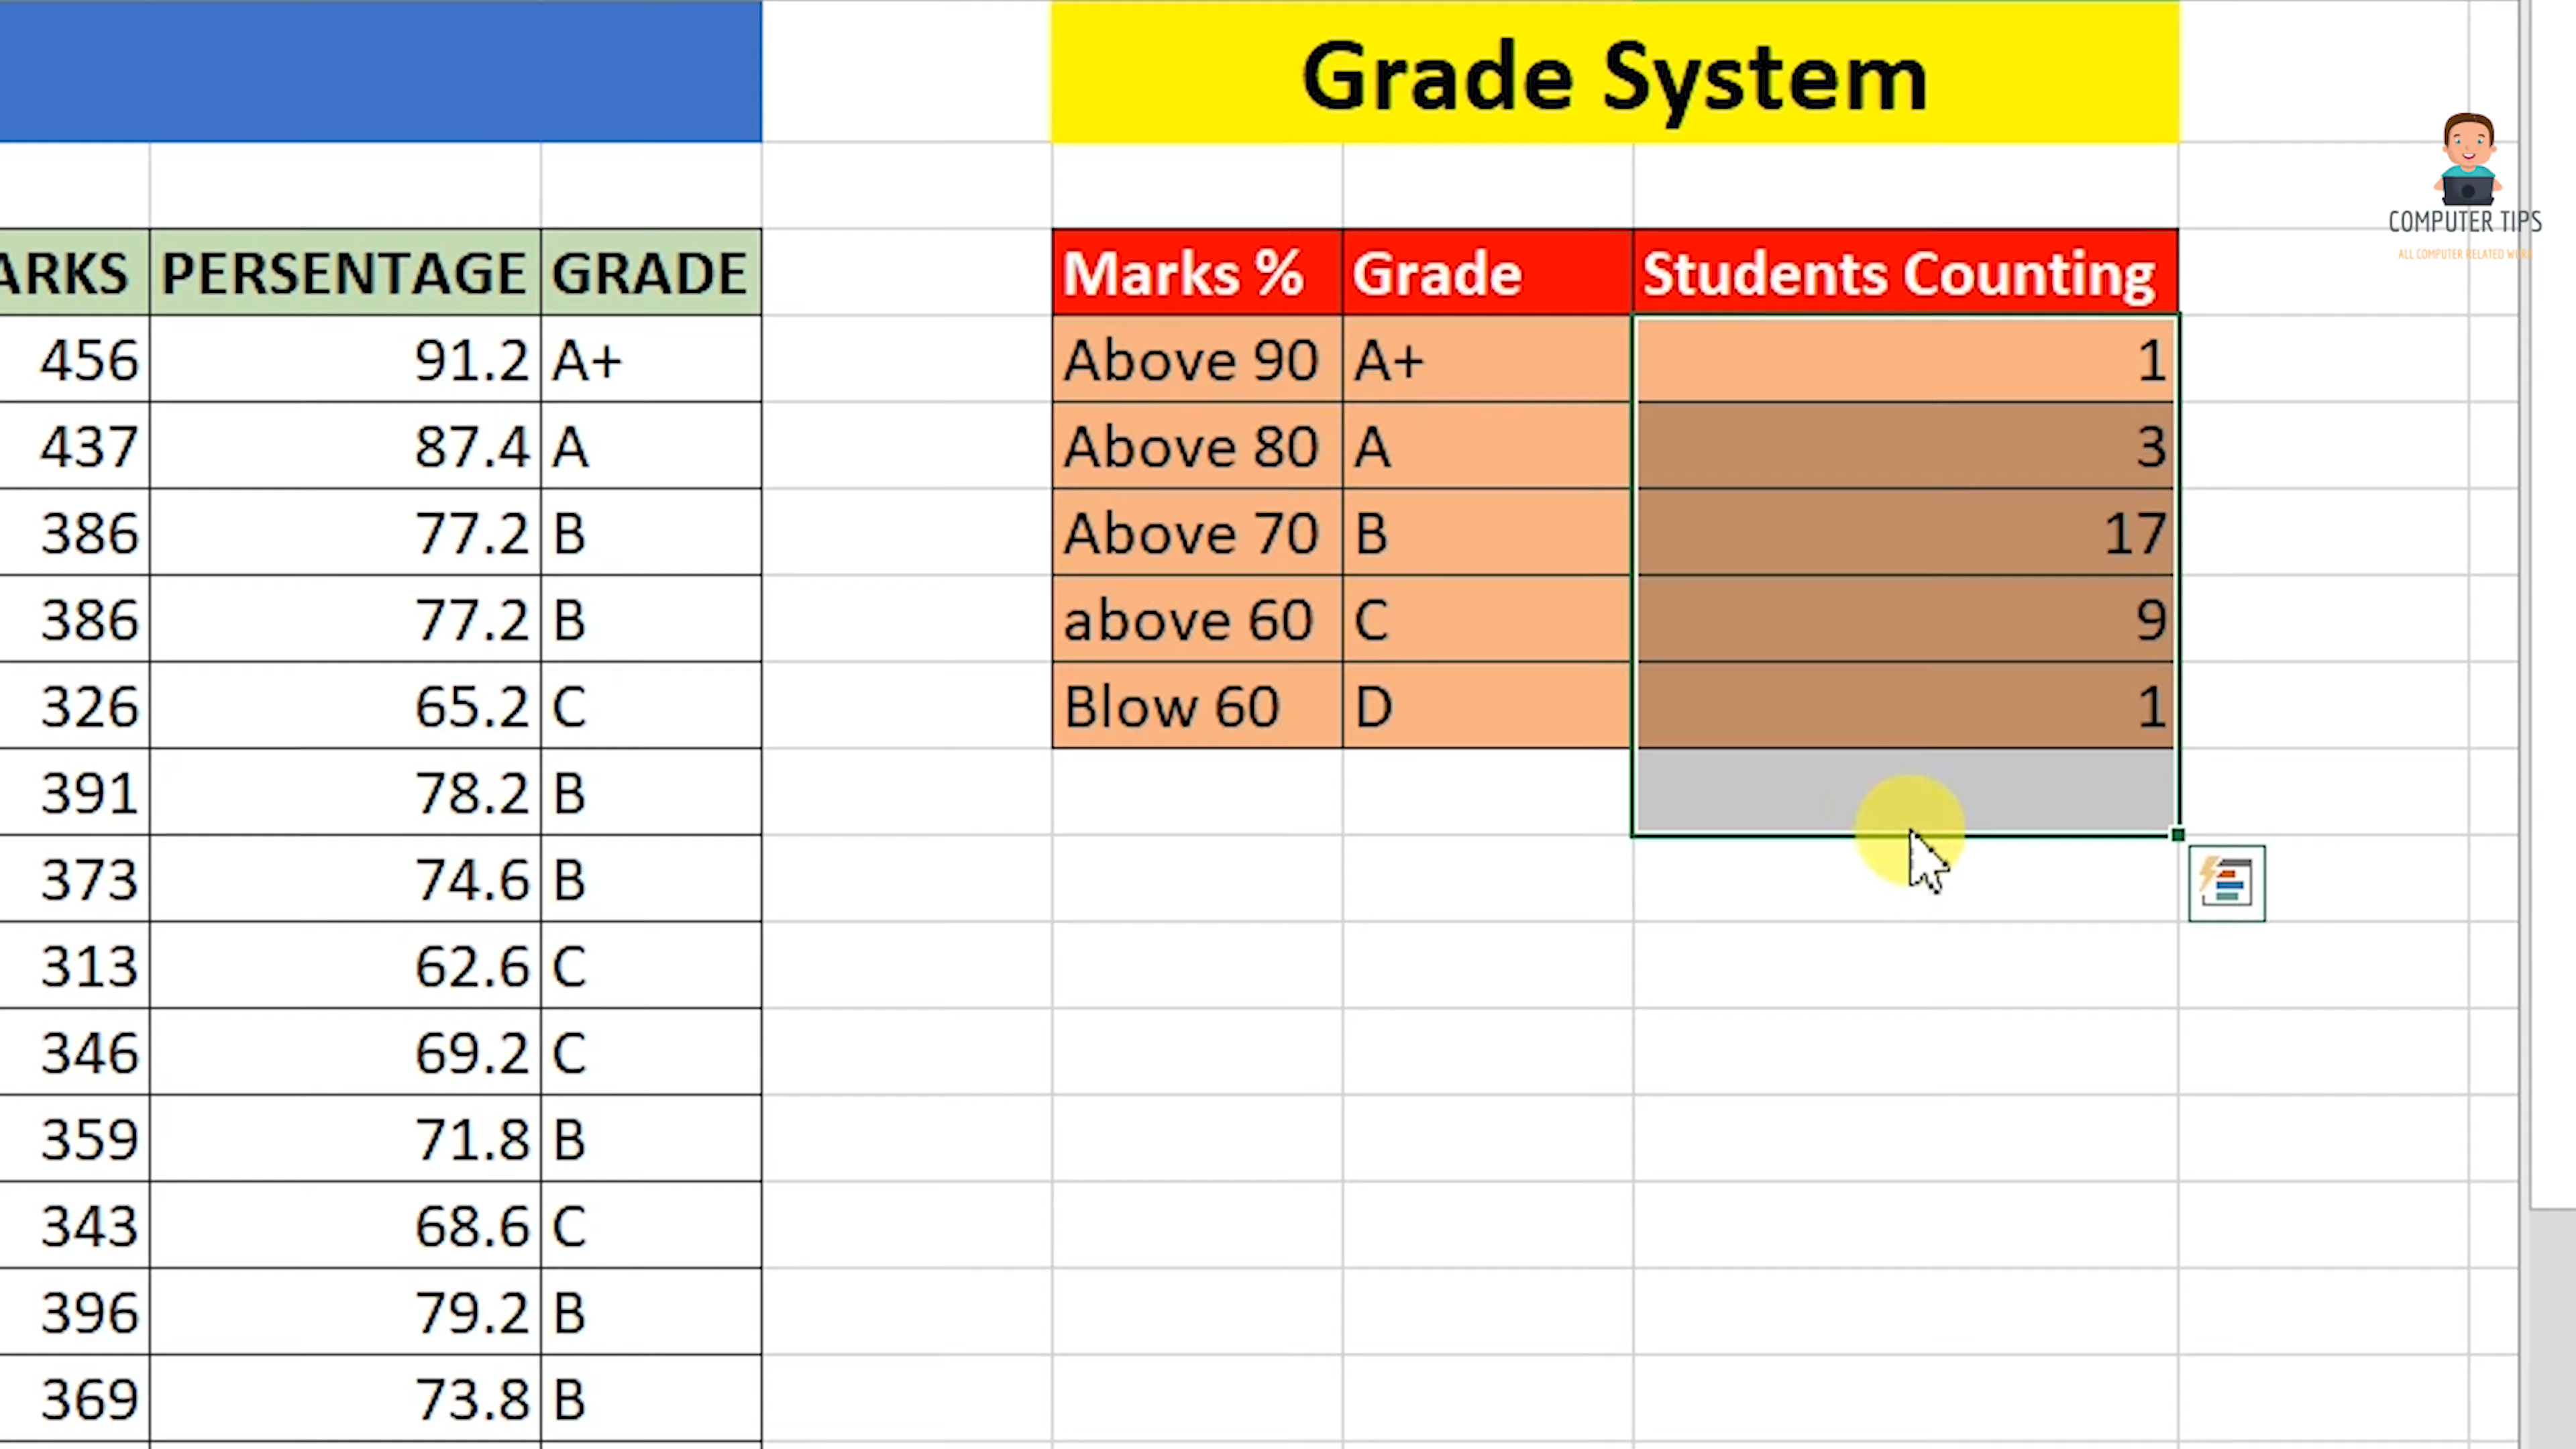 Grade System
COMPUTER TIPS
ALL COMPUTER RELATED WORK
ARKS PERSENTAGE GRADE Marks % Grade Students Counting
456 91.2 A+ Above 90 A+ 1
437 87.4 A Above 80 A 3
386 77.2 B Above 70 B 17
386 77.2 B above 60 C 9
326 65.2 C Blow 60 D 1
391 78.2 B
373 74.6 B
313 62.6 C
346 69.2 C
359 71.8 B
343 68.6 C
396 79.2 B
369 73.8 B